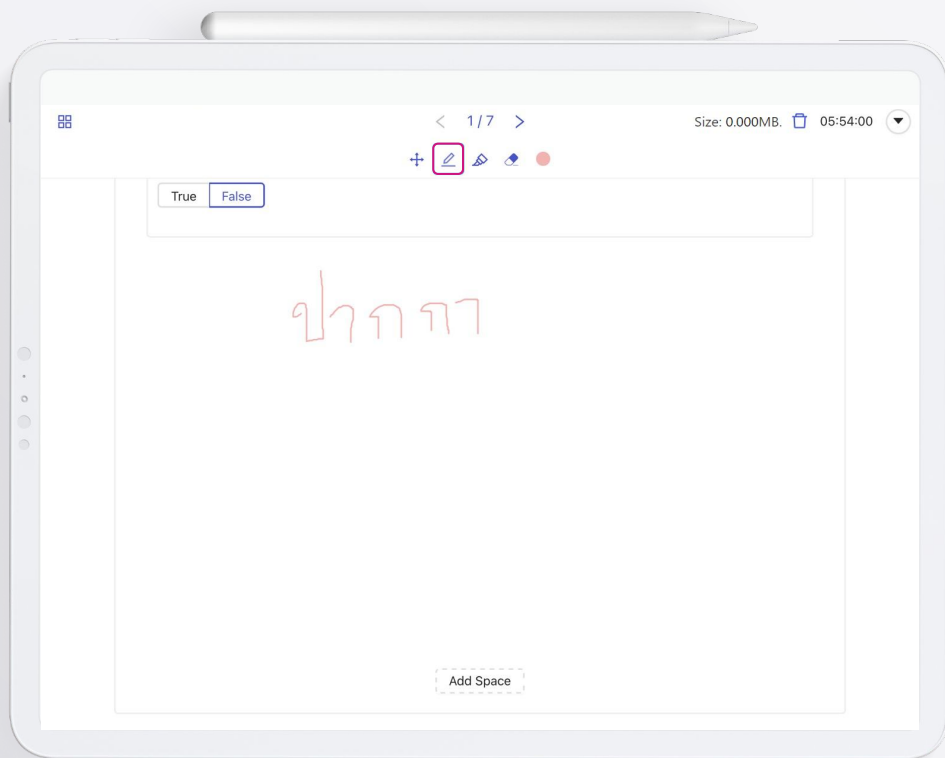 1 / 7
Size: 0.000MB. 05:54:00
True False
ปากกา
Add Space